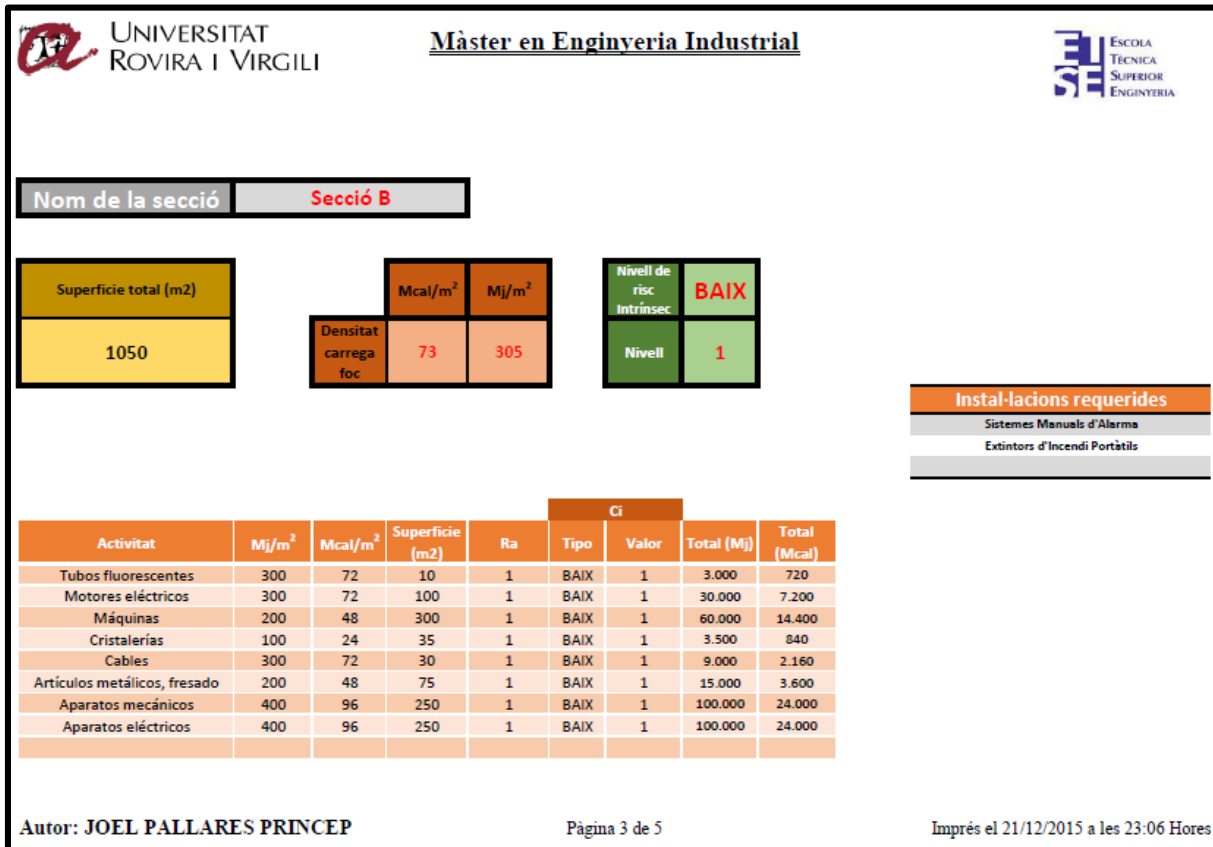 UNIVERSITAT
ROVIRA I VIRGILI
Màster en Enginyeria Industrial
ESCOLA
TÈCNICA
SUPERIOR
ENGINYERIA
Nom de la secció Secció B
Superfície total (m2)
1050
Mcal/m² Mj/m²
Densitat
carrega
foc
73 305
Nivell de
risc
Intrínsec
BAIX
Nivell 1
Instal·lacions requerides
Sistemes Manuals d'Alarma
Extintors d'Incendi Portàtils
Ci
Activitat Mj/m² Mcal/m² Superficie (m2) Ra Tipo Valor Total (Mj) Total (Mcal)
Tubos fluorescentes 300 72 10 1 BAIX 1 3.000 720
Motores eléctricos 300 72 100 1 BAIX 1 30.000 7.200
Máquinas 200 48 300 1 BAIX 1 60.000 14.400
Cristalerías 100 24 35 1 BAIX 1 3.500 840
Cables 300 72 30 1 BAIX 1 9.000 2.160
Artículos metálicos, fresado 200 48 75 1 BAIX 1 15.000 3.600
Aparatos mecánicos 400 96 250 1 BAIX 1 100.000 24.000
Aparatos eléctricos 400 96 250 1 BAIX 1 100.000 24.000
Autor: JOEL PALLARES PRINCEP Pàgina 3 de 5 Imprés el 21/12/2015 a les 23:06 Hores